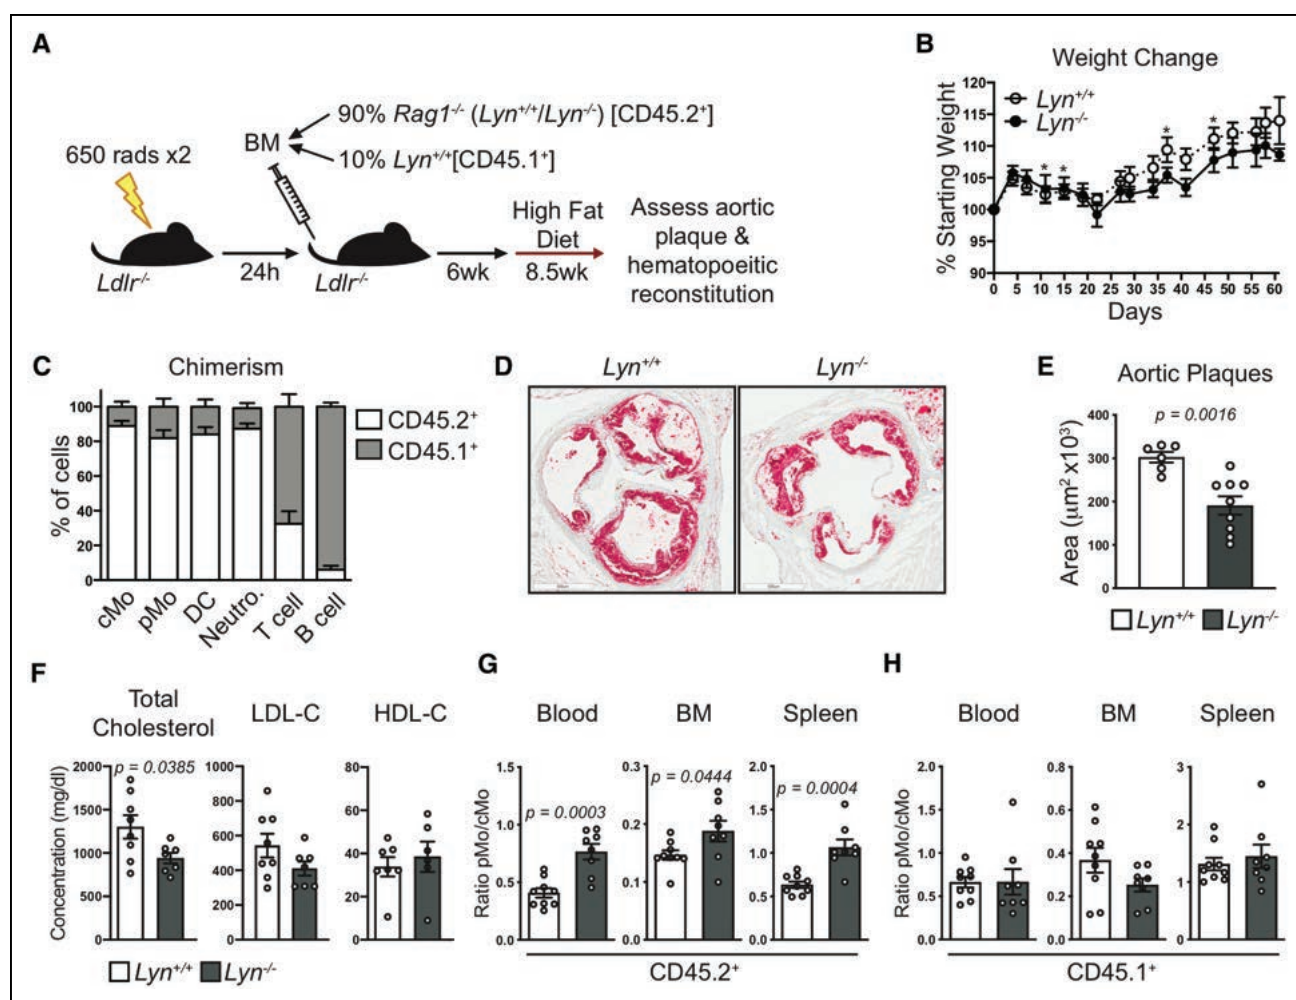 A
650 rads x2
BM
90% Rag1-/- (Lyn+/+/Lyn-/-) [CD45.2+]
10% Lyn+/+[CD45.1+]
Ldlr-/-
24h
Ldlr-/-
6wk
High Fat
Diet
8.5wk
Assess aortic
plaque &
hematopoeitic
reconstitution
B
Weight Change
% Starting Weight
120
115
110
105
100
95
90
Lyn+/+
Lyn-/-
*
*
*
*
0 5 10 15 20 25 29 35 40 45 50 55 60
Days
C
Chimerism
% of cells
100
80
60
40
20
0
CD45.2+
CD45.1+
cMo
pMo
DC
Neutro.
T cell
B cell
D
Lyn+/+
Lyn-/-
E
Aortic Plaques
p = 0.0016
Area (μm² x10³)
400
300
200
100
0
Lyn+/+ Lyn-/-
F
Total
Cholesterol
LDL-C
HDL-C
Concentration (mg/dl)
p = 0.0385
2000
1500
1000
500
0
1000
800
600
400
200
0
80
60
40
20
0
Lyn+/+ Lyn-/-
G
Blood
BM
Spleen
Ratio pMo/cMo
p = 0.0003
1.5
1.0
0.5
0.0
p = 0.0444
0.3
0.2
0.1
0.0
p = 0.0004
2.0
1.5
1.0
0.5
0.0
CD45.2+
H
Blood
BM
Spleen
Ratio pMo/cMo
2.0
1.5
1.0
0.5
0.0
0.8
0.6
0.4
0.2
0.0
3
2
1
0
CD45.1+